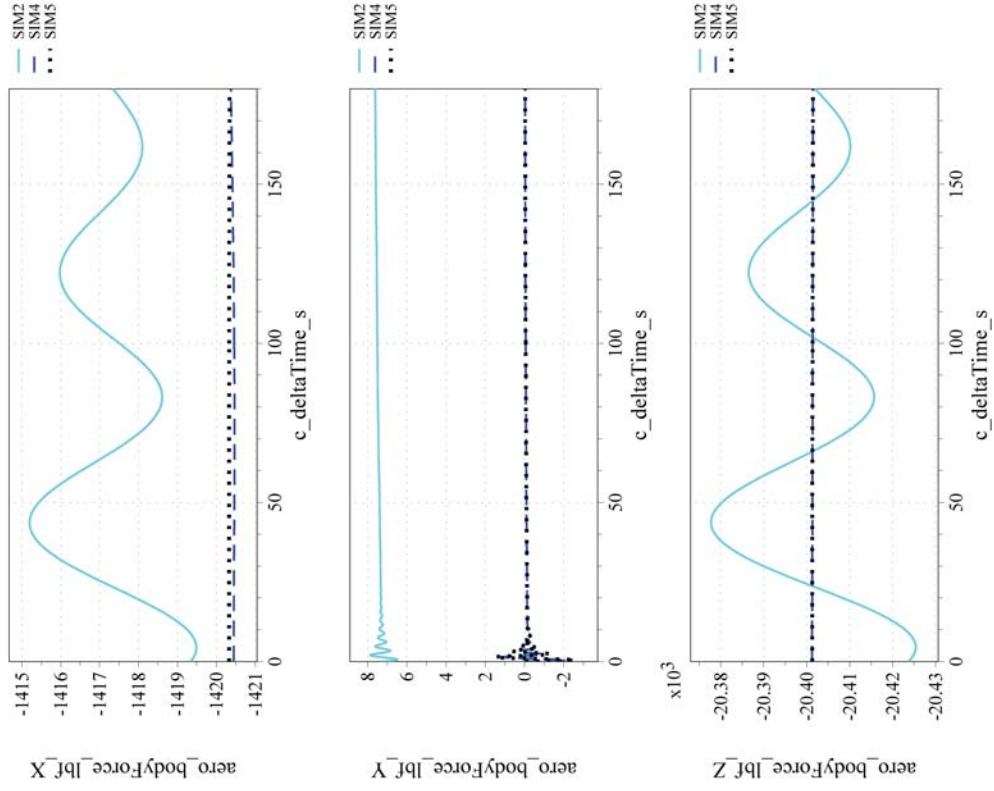 SIM2
SIM4
SIM5
aero_bodyForce_lbf_X
-1415
-1416
-1417
-1418
-1419
-1420
-1421
0
50
100
150
c_deltaTime_s
SIM2
SIM4
SIM5
aero_bodyForce_lbf_Y
8
6
4
2
0
-2
0
50
100
150
c_deltaTime_s
SIM2
SIM4
SIM5
aero_bodyForce_lbf_Z
x10³
-20.38
-20.39
-20.40
-20.41
-20.42
-20.43
0
50
100
150
c_deltaTime_s